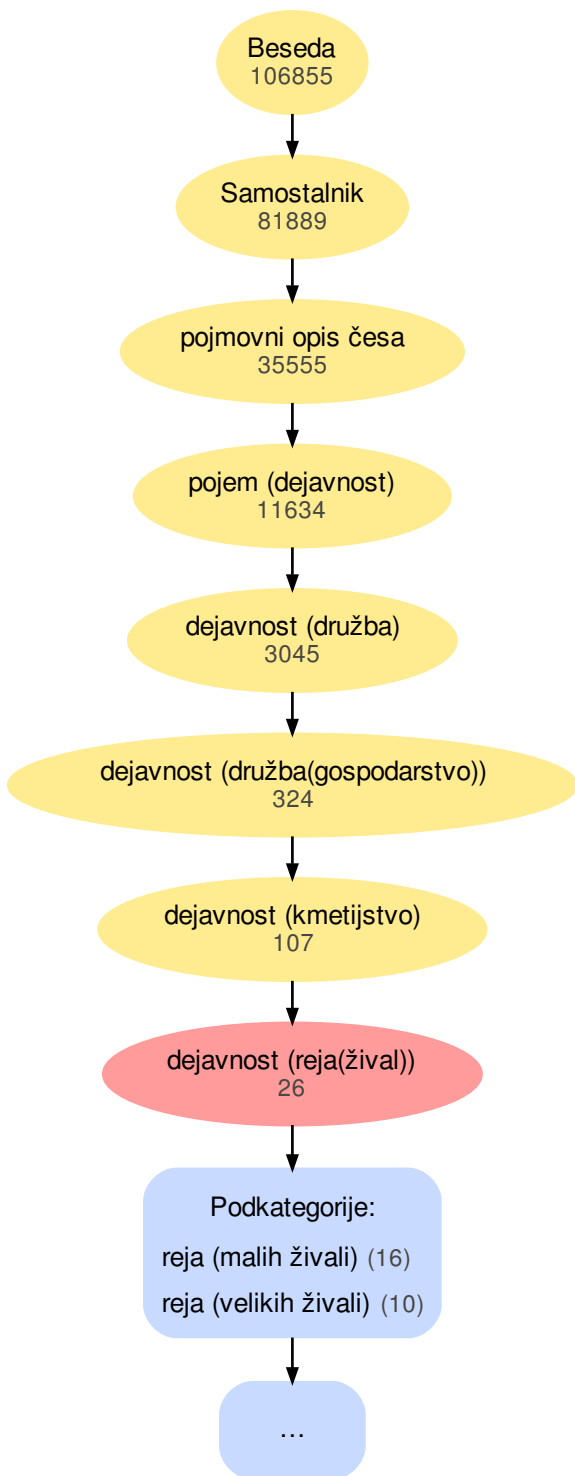 Beseda
106855
Samostalnik
81889
pojmovni opis česa
35555
pojem (dejavnost)
11634
dejavnost (družba)
3045
dejavnost (družba(gospodarstvo))
324
dejavnost (kmetijstvo)
107
dejavnost (reja(žival))
26
Podkategorije:
reja (malih živali) (16)
reja (velikih živali) (10)
...